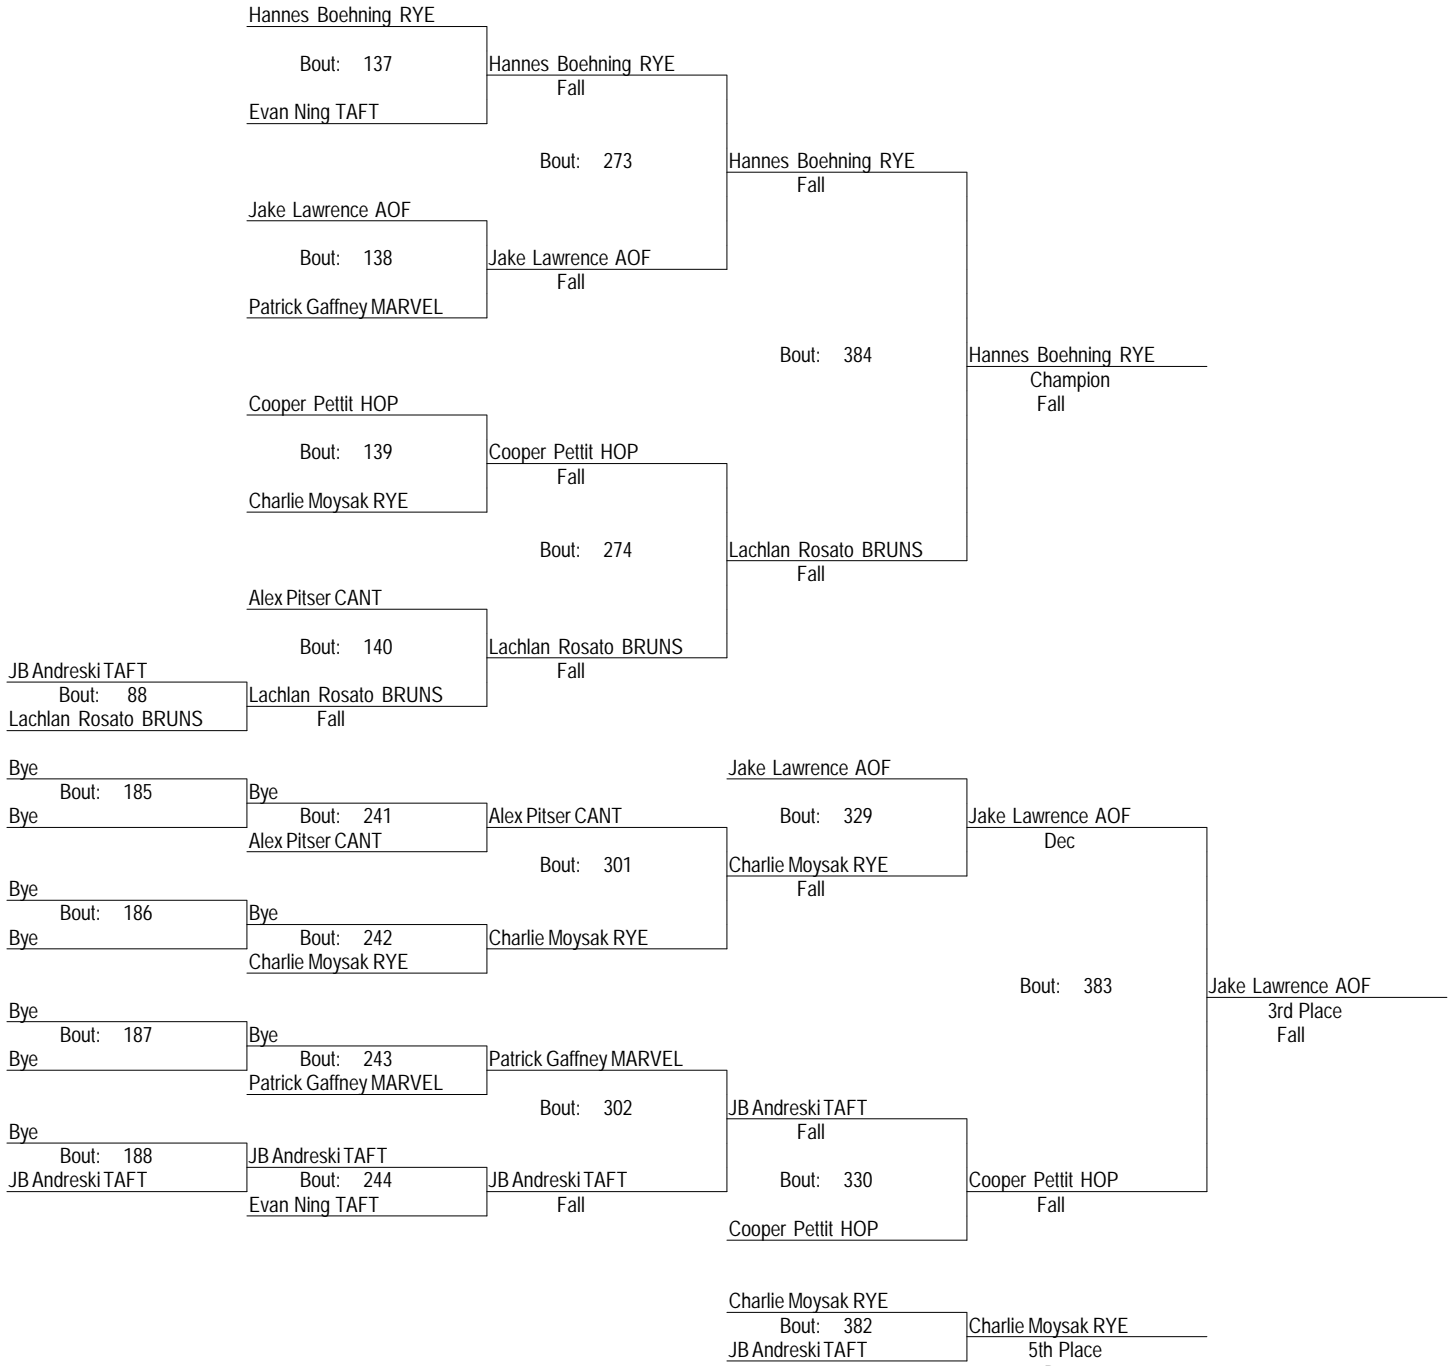 Hannes Boehning RYE
Bout: 137
Hannes Boehning RYE
Fall
Evan Ning TAFT
Bout: 273
Hannes Boehning RYE
Fall
Jake Lawrence AOF
Bout: 138
Jake Lawrence AOF
Fall
Patrick Gaffney MARVEL
Bout: 384
Hannes Boehning RYE
Champion
Fall
Cooper Pettit HOP
Bout: 139
Cooper Pettit HOP
Fall
Charlie Moysak RYE
Bout: 274
Lachlan Rosato BRUNS
Fall
Alex Pitser CANT
Bout: 140
Lachlan Rosato BRUNS
Fall
JB Andreski TAFT
Bout: 88
Lachlan Rosato BRUNS
Lachlan Rosato BRUNS
Fall
Bye
Bout: 185
Bye
Bye
Bout: 241
Alex Pitser CANT
Alex Pitser CANT
Jake Lawrence AOF
Bout: 329
Jake Lawrence AOF
Dec
Bout: 301
Charlie Moysak RYE
Fall
Bye
Bout: 186
Bye
Bye
Bout: 242
Charlie Moysak RYE
Charlie Moysak RYE
Bout: 383
Jake Lawrence AOF
3rd Place
Fall
Bye
Bout: 187
Bye
Bye
Bout: 243
Patrick Gaffney MARVEL
Patrick Gaffney MARVEL
Bout: 302
JB Andreski TAFT
Fall
Bye
Bout: 188
JB Andreski TAFT
JB Andreski TAFT
Bout: 244
Evan Ning TAFT
JB Andreski TAFT
Fall
Bout: 330
Cooper Pettit HOP
Fall
Cooper Pettit HOP
Charlie Moysak RYE
Bout: 382
JB Andreski TAFT
Charlie Moysak RYE
5th Place